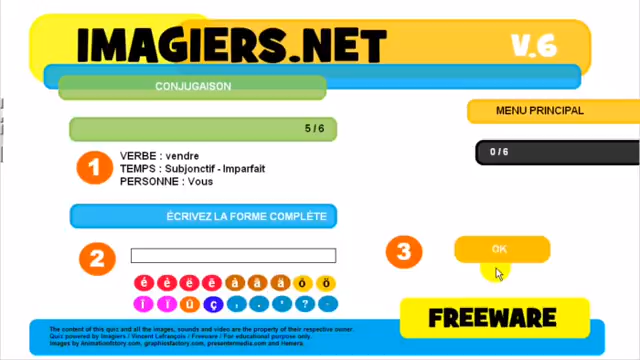 IMAGIERS.NET
V.6
CONJUGAISON
MENU PRINCIPAL
5 / 6
0 / 6
1
VERBE : vendre
TEMPS : Subjonctif - Imparfait
PERSONNE : Vous
ÉCRIVEZ LA FORME COMPLÈTE
2
3
OK
FREEWARE
The content of this quiz and all the images, sounds and video are the property of their respective owner.
Quiz powered by Imagiers / Vincent Lefrançois / Freeware / For educational purpose only.
Images by animationfstory.com, graphicsfactory.com, presentermedia.com and memera.